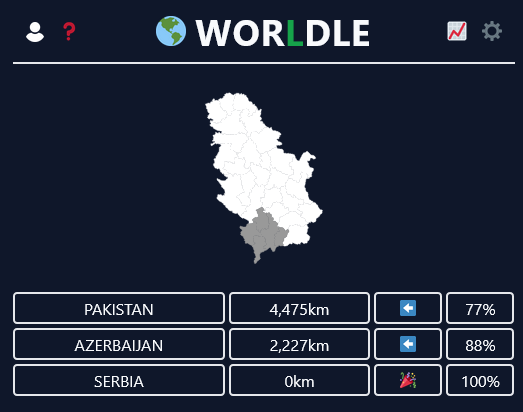 ? WORLDLE
PAKISTAN 4,475km 77%
AZERBAIJAN 2,227km 88%
SERBIA 0km 100%